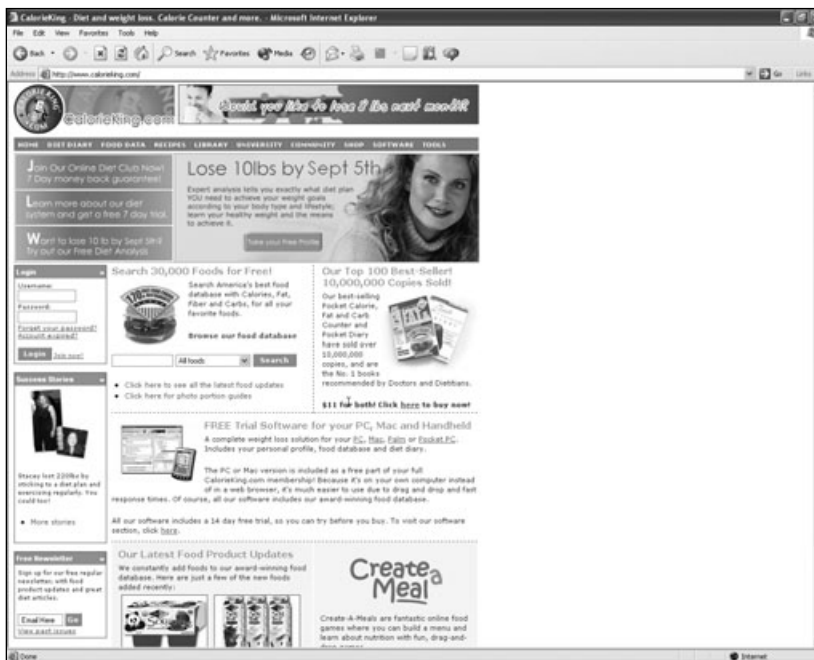 CalorieKing - Diet and weight loss. Calorie Counter and more. - Microsoft Internet Explorer
File Edit View Favorites Tools Help
Back Search Favorites Media
Address http://www.calorieking.com/ Go Links
CalorieKing.com
Would you like to lose 8 lbs next month?
HOME DIET DIARY FOOD DATA RECIPES LIBRARY UNIVERSITY COMMUNITY SHOP SOFTWARE TOOLS
Join Our Online Diet Club Now!
7 Day money back guarantee!
Learn more about our diet
system and get a free 7 day trial.
Want to lose 10 lb by Sept 5th?
Try out our Free Diet Analysis
Lose 10lbs by Sept 5th
Expert analysis tells you exactly what diet plan
YOU need to achieve your weight goals
according to your body type and lifestyle;
learn your healthy weight and the means
to achieve it.
Take your Free Profile
Login
Username:
Password:
Forget your password?
Account expired?
Login Join now!
Search 30,000 Foods for Free!
Search America's best food
database with Calories, Fat,
Fiber and Carbs, for all your
favorite foods.
Browse our food database
All foods Search
Click here to see all the latest food updates
Click here for photo portion guides
Our Top 100 Best-Seller!
10,000,000 Copies Sold!
Our best-selling
Pocket Calorie,
Fat and Carb
Counter and
Pocket Diary
have sold over
10,000,000
copies, and are
the No. 1 books
recommended by Doctors and Dietitians.
$11 for both! Click here to buy now!
Success Stories
Stacey lost 220lbs by
sticking to a diet plan and
exercising regularly. You
could too!
More stories
FREE Trial Software for your PC, Mac and Handheld
A complete weight loss solution for your PC, Mac, Palm or Pocket PC.
Includes your personal profile, food database and diet diary.
The PC or Mac version is included as a free part of your full
CalorieKing.com membership! Because it's on your own computer instead
of in a web browser, it's much easier to use due to drag and drop and fast
response times. Of course, all our software includes our award-winning food database.
All our software includes a 14 day free trial, so you can try before you buy. To visit our software
section, click here.
Free Newsletter
Sign up for our free regular
newsletter; with food
product updates and great
diet articles.
Email Here Go
View past issues
Our Latest Food Product Updates
We constantly add foods to our award-winning food
database. Here are just a few of the new foods
added recently:
Create a
Meal
Create-A-Meals are fantastic online food
games where you can build a menu and
learn about nutrition with fun, drag-and-
drop games.
Done Internet